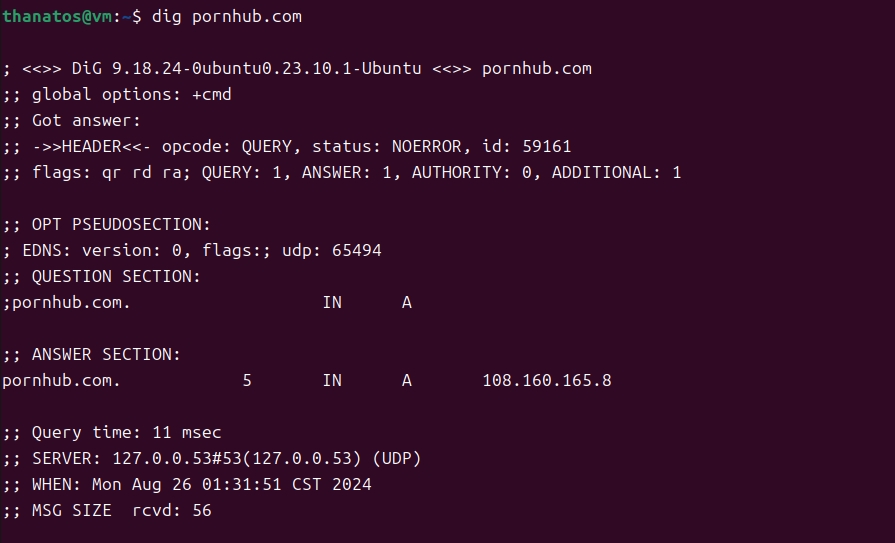 thanatos@vm:~$ dig pornhub.com
; <<>> DiG 9.18.24-0ubuntu0.23.10.1-Ubuntu <<>> pornhub.com
;; global options: +cmd
;; Got answer:
;; ->>HEADER<<- opcode: QUERY, status: NOERROR, id: 59161
;; flags: qr rd ra; QUERY: 1, ANSWER: 1, AUTHORITY: 0, ADDITIONAL: 1
;; OPT PSEUDOSECTION:
; EDNS: version: 0, flags:; udp: 65494
;; QUESTION SECTION:
;pornhub.com. IN A
;; ANSWER SECTION:
pornhub.com. 5 IN A 108.160.165.8
;; Query time: 11 msec
;; SERVER: 127.0.0.53#53(127.0.0.53) (UDP)
;; WHEN: Mon Aug 26 01:31:51 CST 2024
;; MSG SIZE rcvd: 56